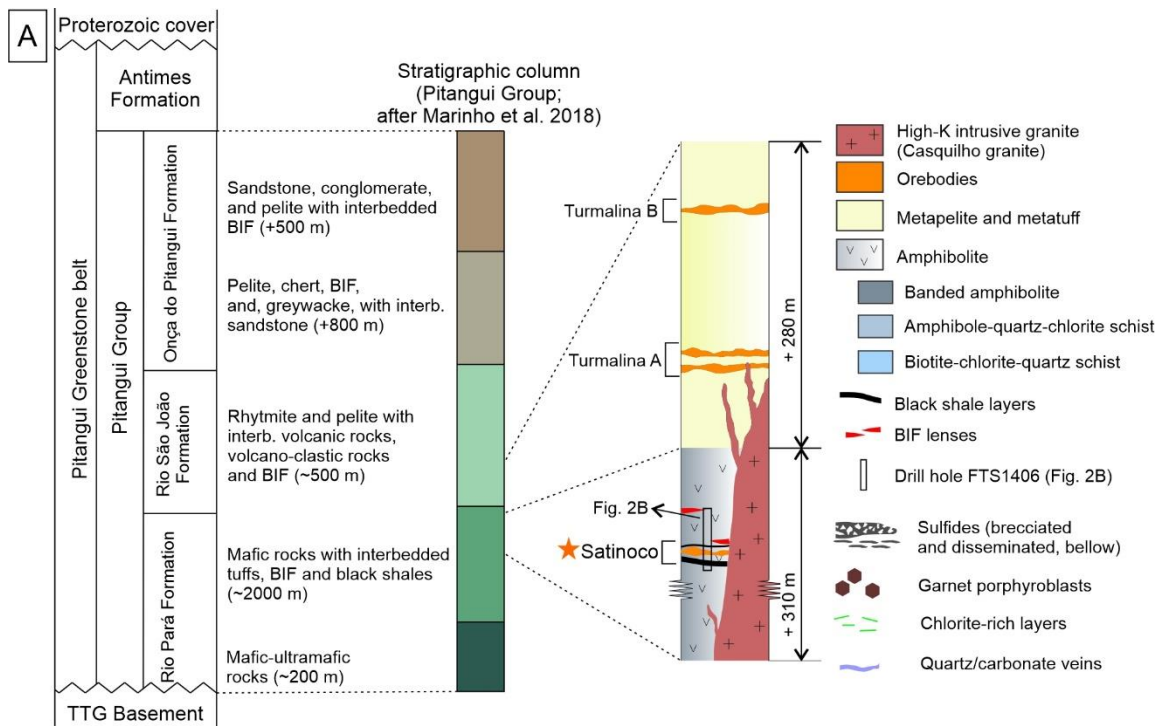 A
Proterozoic cover
Antimes
Formation
Pitangui Greenstone belt
Pitangui Group
Onça do Pitangui Formation
Rio São João
Formation
Rio Pará Formation
TTG Basement
Sandstone, conglomerate,
and pelite with interbedded
BIF (+500 m)
Pelite, chert, BIF,
and, greywacke, with interb.
sandstone (+800 m)
Rhytmite and pelite with
interb. volcanic rocks,
volcano-clastic rocks
and BIF (~500 m)
Mafic rocks with interbedded
tuffs, BIF and black shales
(~2000 m)
Mafic-ultramafic
rocks (~200 m)
Stratigraphic column
(Pitangui Group;
after Marinho et al. 2018)
Turmalina B
Turmalina A
Fig. 2B
Satinoco
+ 280 m
+ 310 m
High-K intrusive granite
(Casquilho granite)
Orebodies
Metapelite and metatuff
Amphibolite
Banded amphibolite
Amphibole-quartz-chlorite schist
Biotite-chlorite-quartz schist
Black shale layers
BIF lenses
Drill hole FTS1406 (Fig. 2B)
Sulfides (brecciated
and disseminated, bellow)
Garnet porphyroblasts
Chlorite-rich layers
Quartz/carbonate veins